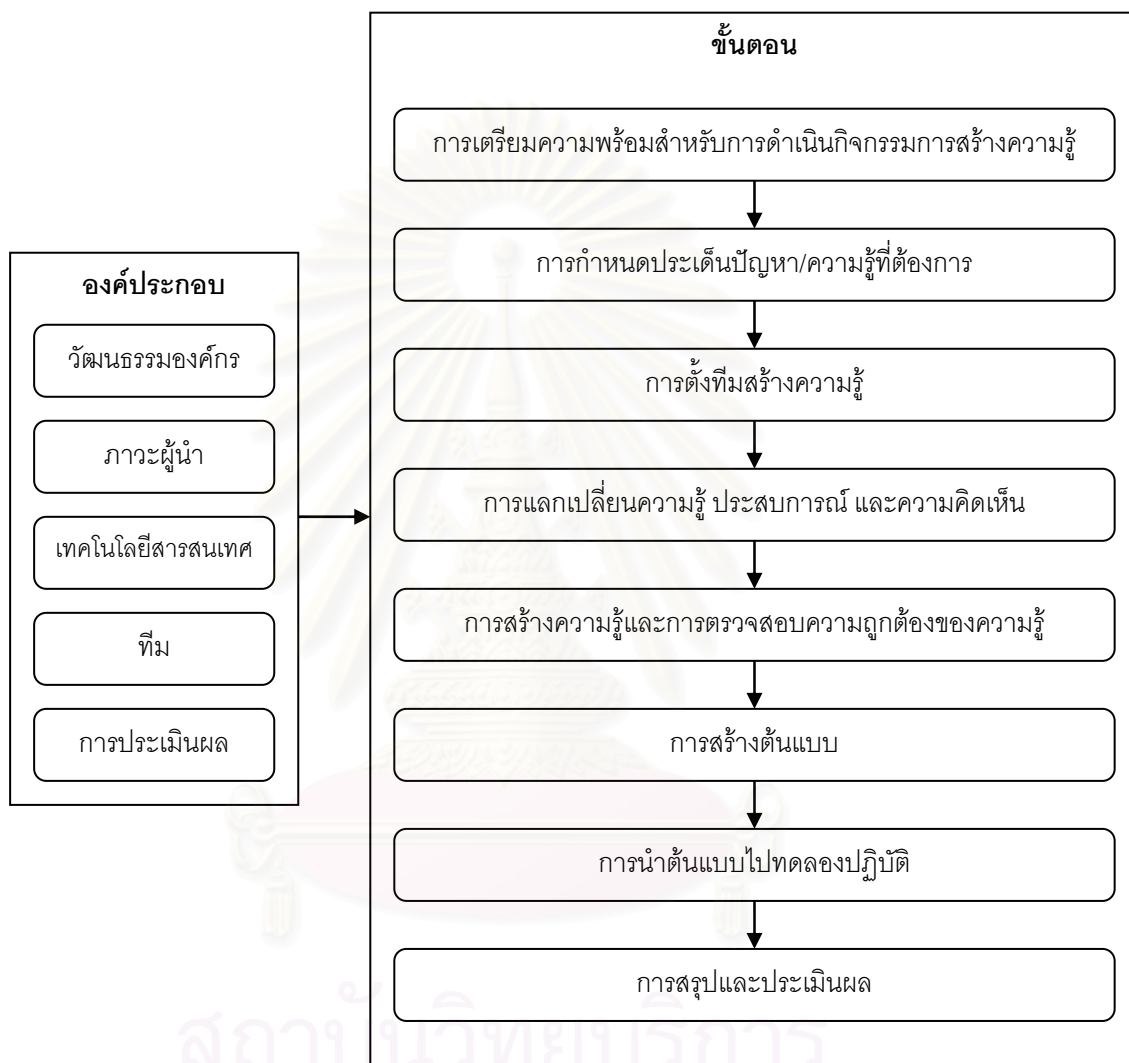 องค์ประกอบ
วัฒนธรรมองค์กร
ภาวะผู้นำ
เทคโนโลยีสารสนเทศ
ทีม
การประเมินผล
ขั้นตอน
การเตรียมความพร้อมสำหรับการดำเนินกิจกรรมการสร้างความรู้
การกำหนดประเด็นปัญหา/ความรู้ที่ต้องการ
การตั้งทีมสร้างความรู้
การแลกเปลี่ยนความรู้ ประสบการณ์ และความคิดเห็น
การสร้างความรู้และการตรวจสอบความถูกต้องของความรู้
การสร้างต้นแบบ
การนำต้นแบบไปทดลองปฏิบัติ
การสรุปและประเมินผล
สถาบันวิทยบริการ